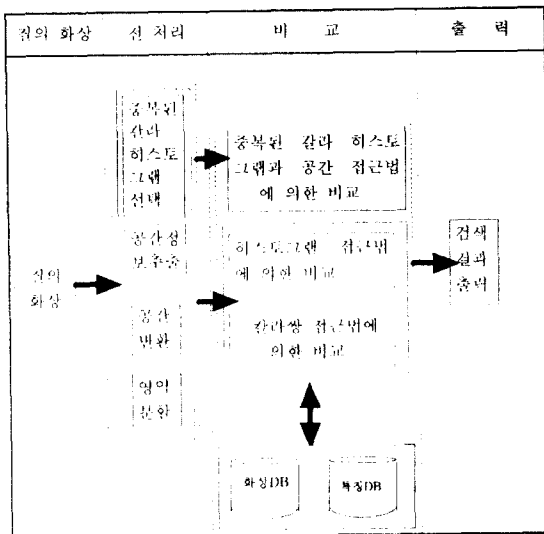 질의 화상
전 처리
비 교
출 력
질의
화상
중복된
칼라
히스토
그램
선택
공간정
보추출
공간
변환
영역
분할
중복된 칼라 히스토
그램과 공간 접근법
에 의한 비교
히스토그램 접근법
에 의한 비교
칼라쌍 접근법에
의한 비교
화상DB
특징DB
검색
결과
출력